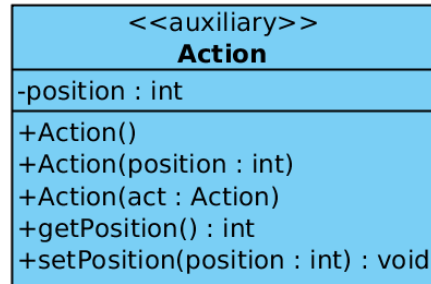 <<auxiliary>>
Action
-position : int
+Action()
+Action(position : int)
+Action(act : Action)
+getPosition() : int
+setPosition(position : int) : void